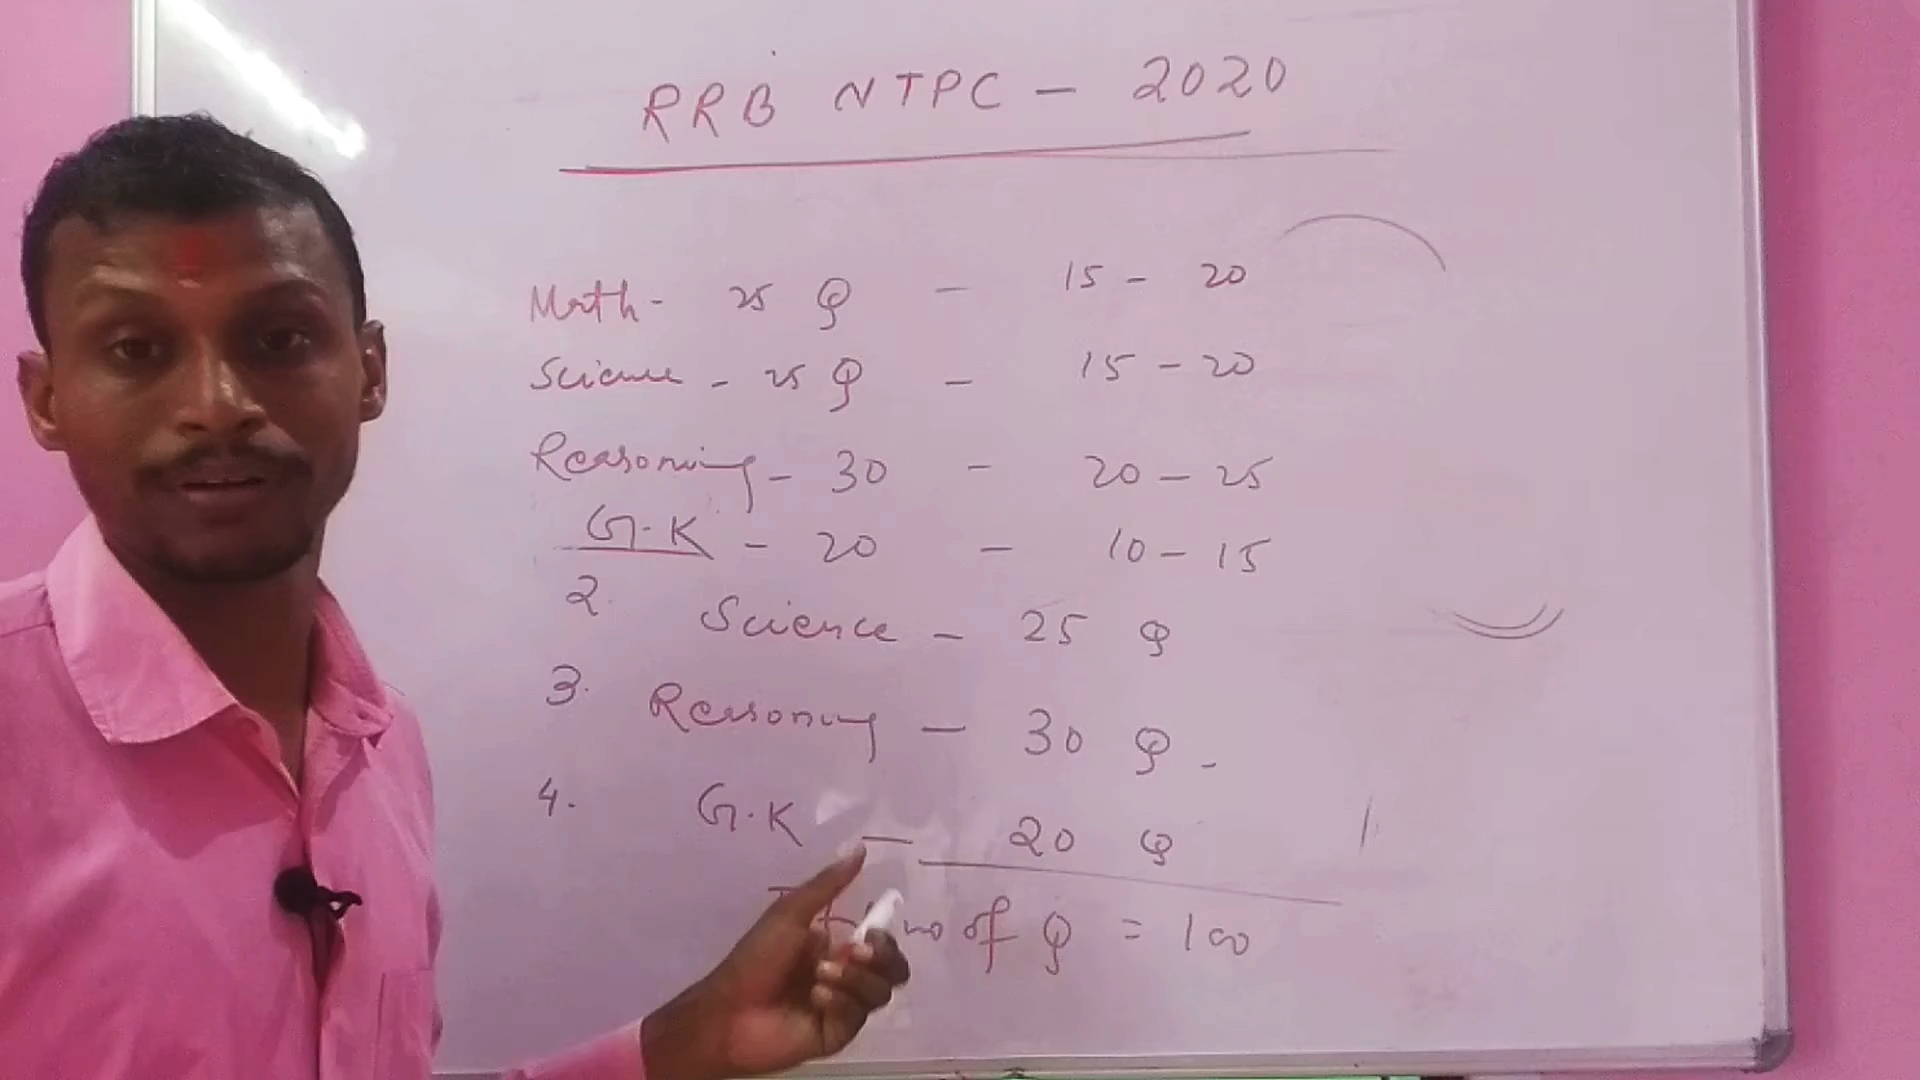 RRB NTPC - 2020
Math - 25 Q - 15 - 20
Science - 25 Q - 15 - 20
Reasoning - 30 - 20 - 25
G.K - 20 - 10 - 15
2. Science - 25 Q
3. Reasoning - 30 Q -
4. G.K - 20 Q
no of Q = 100